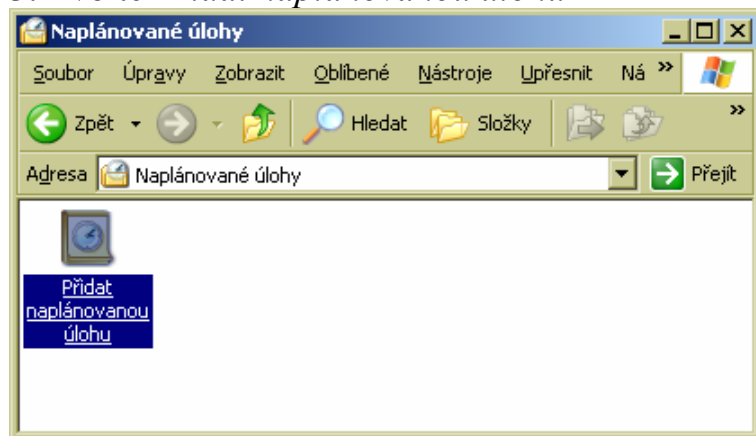 Naplánované úlohy
Soubor Úpravy Zobrazit Oblíbené Nástroje Upřesnit Ná »
Zpět Hledat Složky »
Adresa Naplánované úlohy Přejít
Přidat
naplánovanou
úlohu